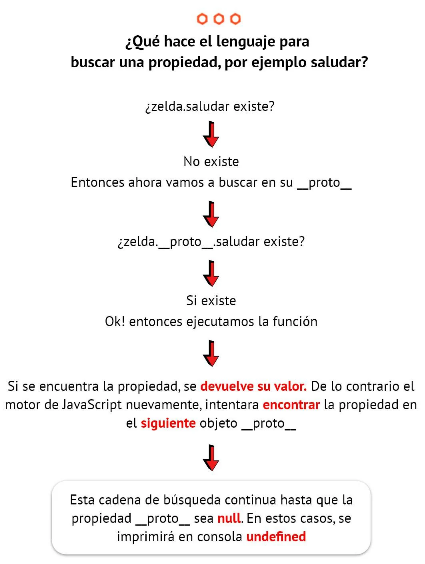 ¿Qué hace el lenguaje para
buscar una propiedad, por ejemplo saludar?
¿zelda.saludar existe?
No existe
Entonces ahora vamos a buscar en su __proto__
¿zelda.__proto__.saludar existe?
Si existe
Ok! entonces ejecutamos la función
Si se encuentra la propiedad, se devuelve su valor. De lo contrario el
motor de JavaScript nuevamente, intentara encontrar la propiedad en
el siguiente objeto __proto__
Esta cadena de búsqueda continua hasta que la
propiedad __proto__ sea null. En estos casos, se
imprimirá en consola undefined